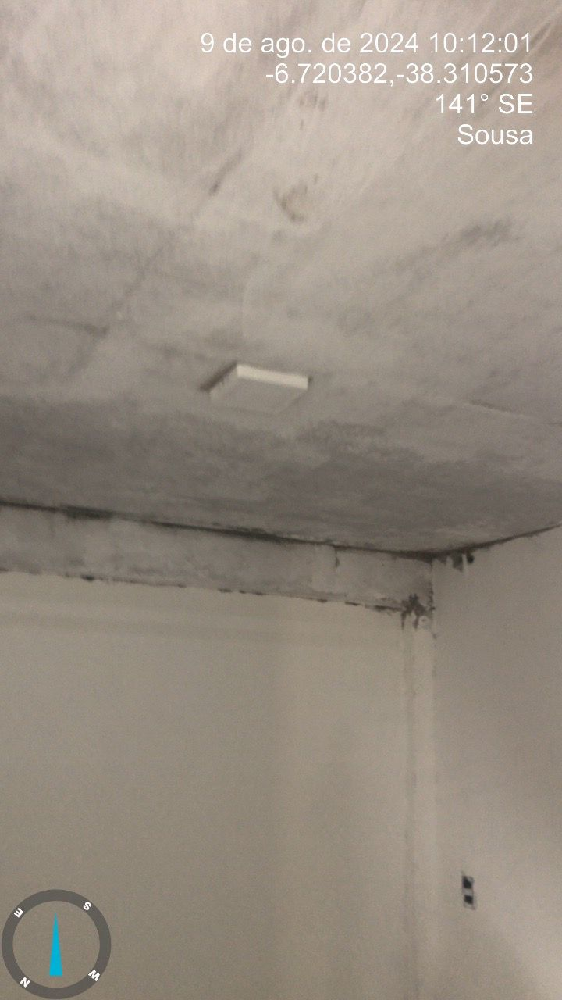 9 de ago. de 2024 10:12:01
-6.720382,-38.310573
141° SE
Sousa
E S
N W